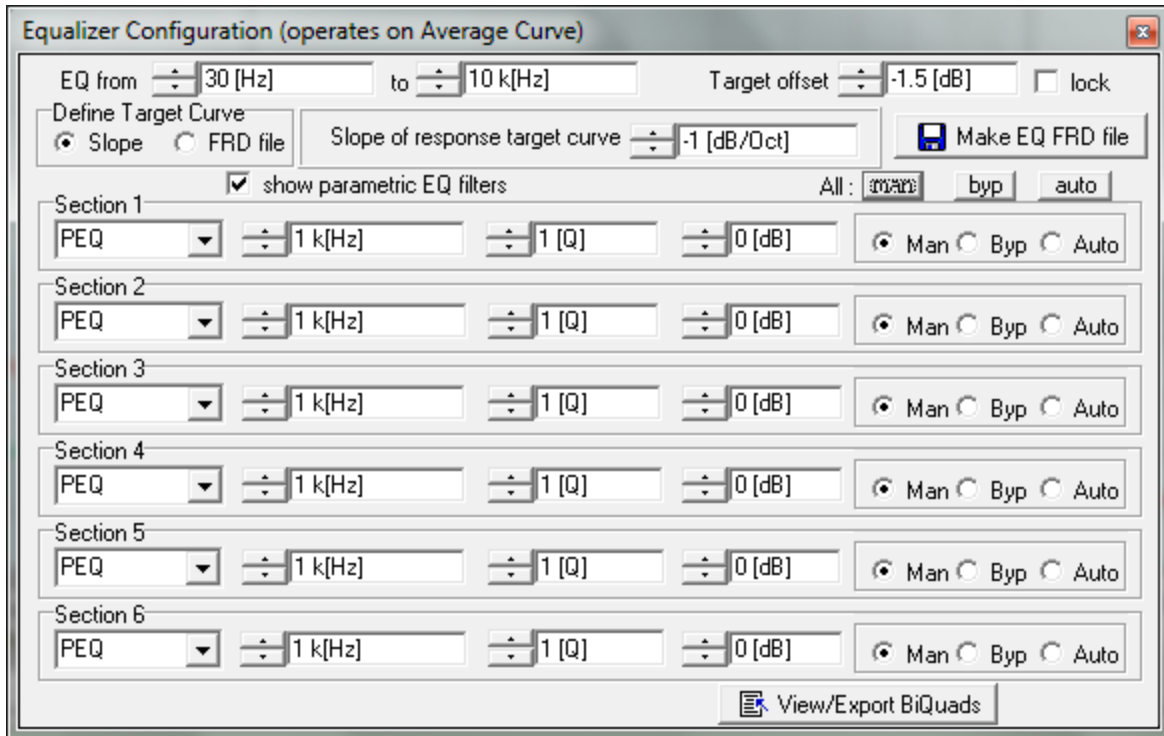 Equalizer Configuration (operates on Average Curve)
EQ from 30 [Hz] to 10 k[Hz] Target offset -1.5 [dB] lock
Define Target Curve
Slope FRD file Slope of response target curve -1 [dB/Oct] Make EQ FRD file
show parametric EQ filters All : man byp auto
Section 1
PEQ 1 k[Hz] 1 [Q] 0 [dB] Man Byp Auto
Section 2
PEQ 1 k[Hz] 1 [Q] 0 [dB] Man Byp Auto
Section 3
PEQ 1 k[Hz] 1 [Q] 0 [dB] Man Byp Auto
Section 4
PEQ 1 k[Hz] 1 [Q] 0 [dB] Man Byp Auto
Section 5
PEQ 1 k[Hz] 1 [Q] 0 [dB] Man Byp Auto
Section 6
PEQ 1 k[Hz] 1 [Q] 0 [dB] Man Byp Auto
View/Export BiQuads